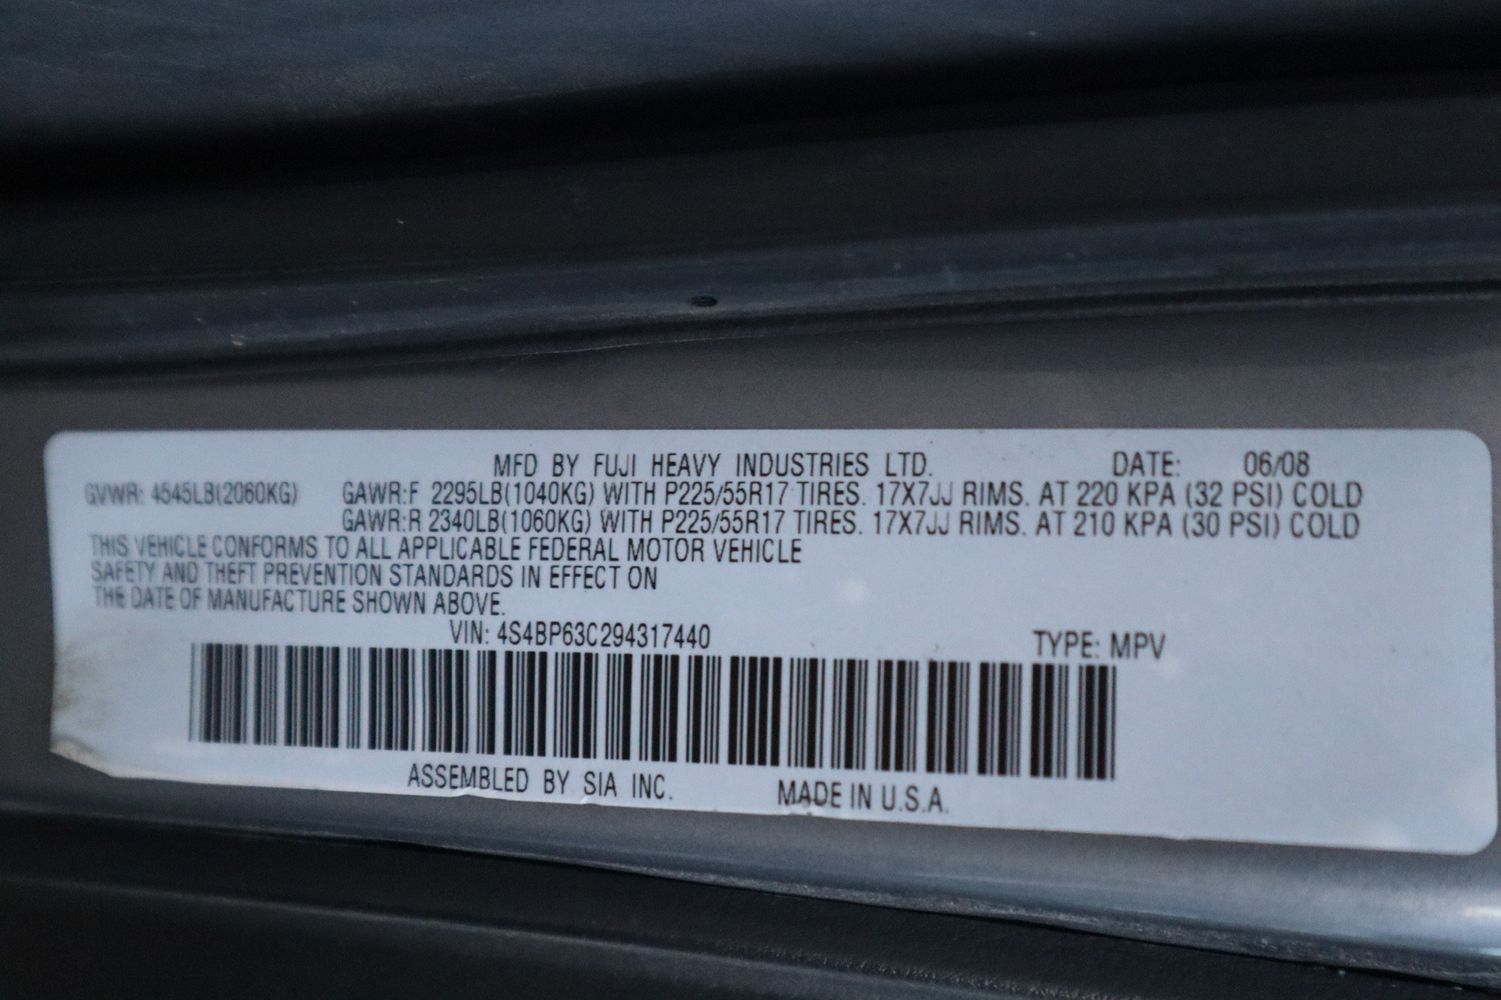 MFD BY FUJI HEAVY INDUSTRIES LTD. DATE: 06/08
GVWR: 4545LB(2060KG) GAWR:F 2295LB(1040KG) WITH P225/55R17 TIRES. 17X7JJ RIMS. AT 220 KPA (32 PSI) COLD
GAWR:R 2340LB(1060KG) WITH P225/55R17 TIRES. 17X7JJ RIMS. AT 210 KPA (30 PSI) COLD
THIS VEHICLE CONFORMS TO ALL APPLICABLE FEDERAL MOTOR VEHICLE
SAFETY AND THEFT PREVENTION STANDARDS IN EFFECT ON
THE DATE OF MANUFACTURE SHOWN ABOVE.
VIN: 4S4BP63C294317440 TYPE: MPV
ASSEMBLED BY SIA INC. MADE IN U.S.A.